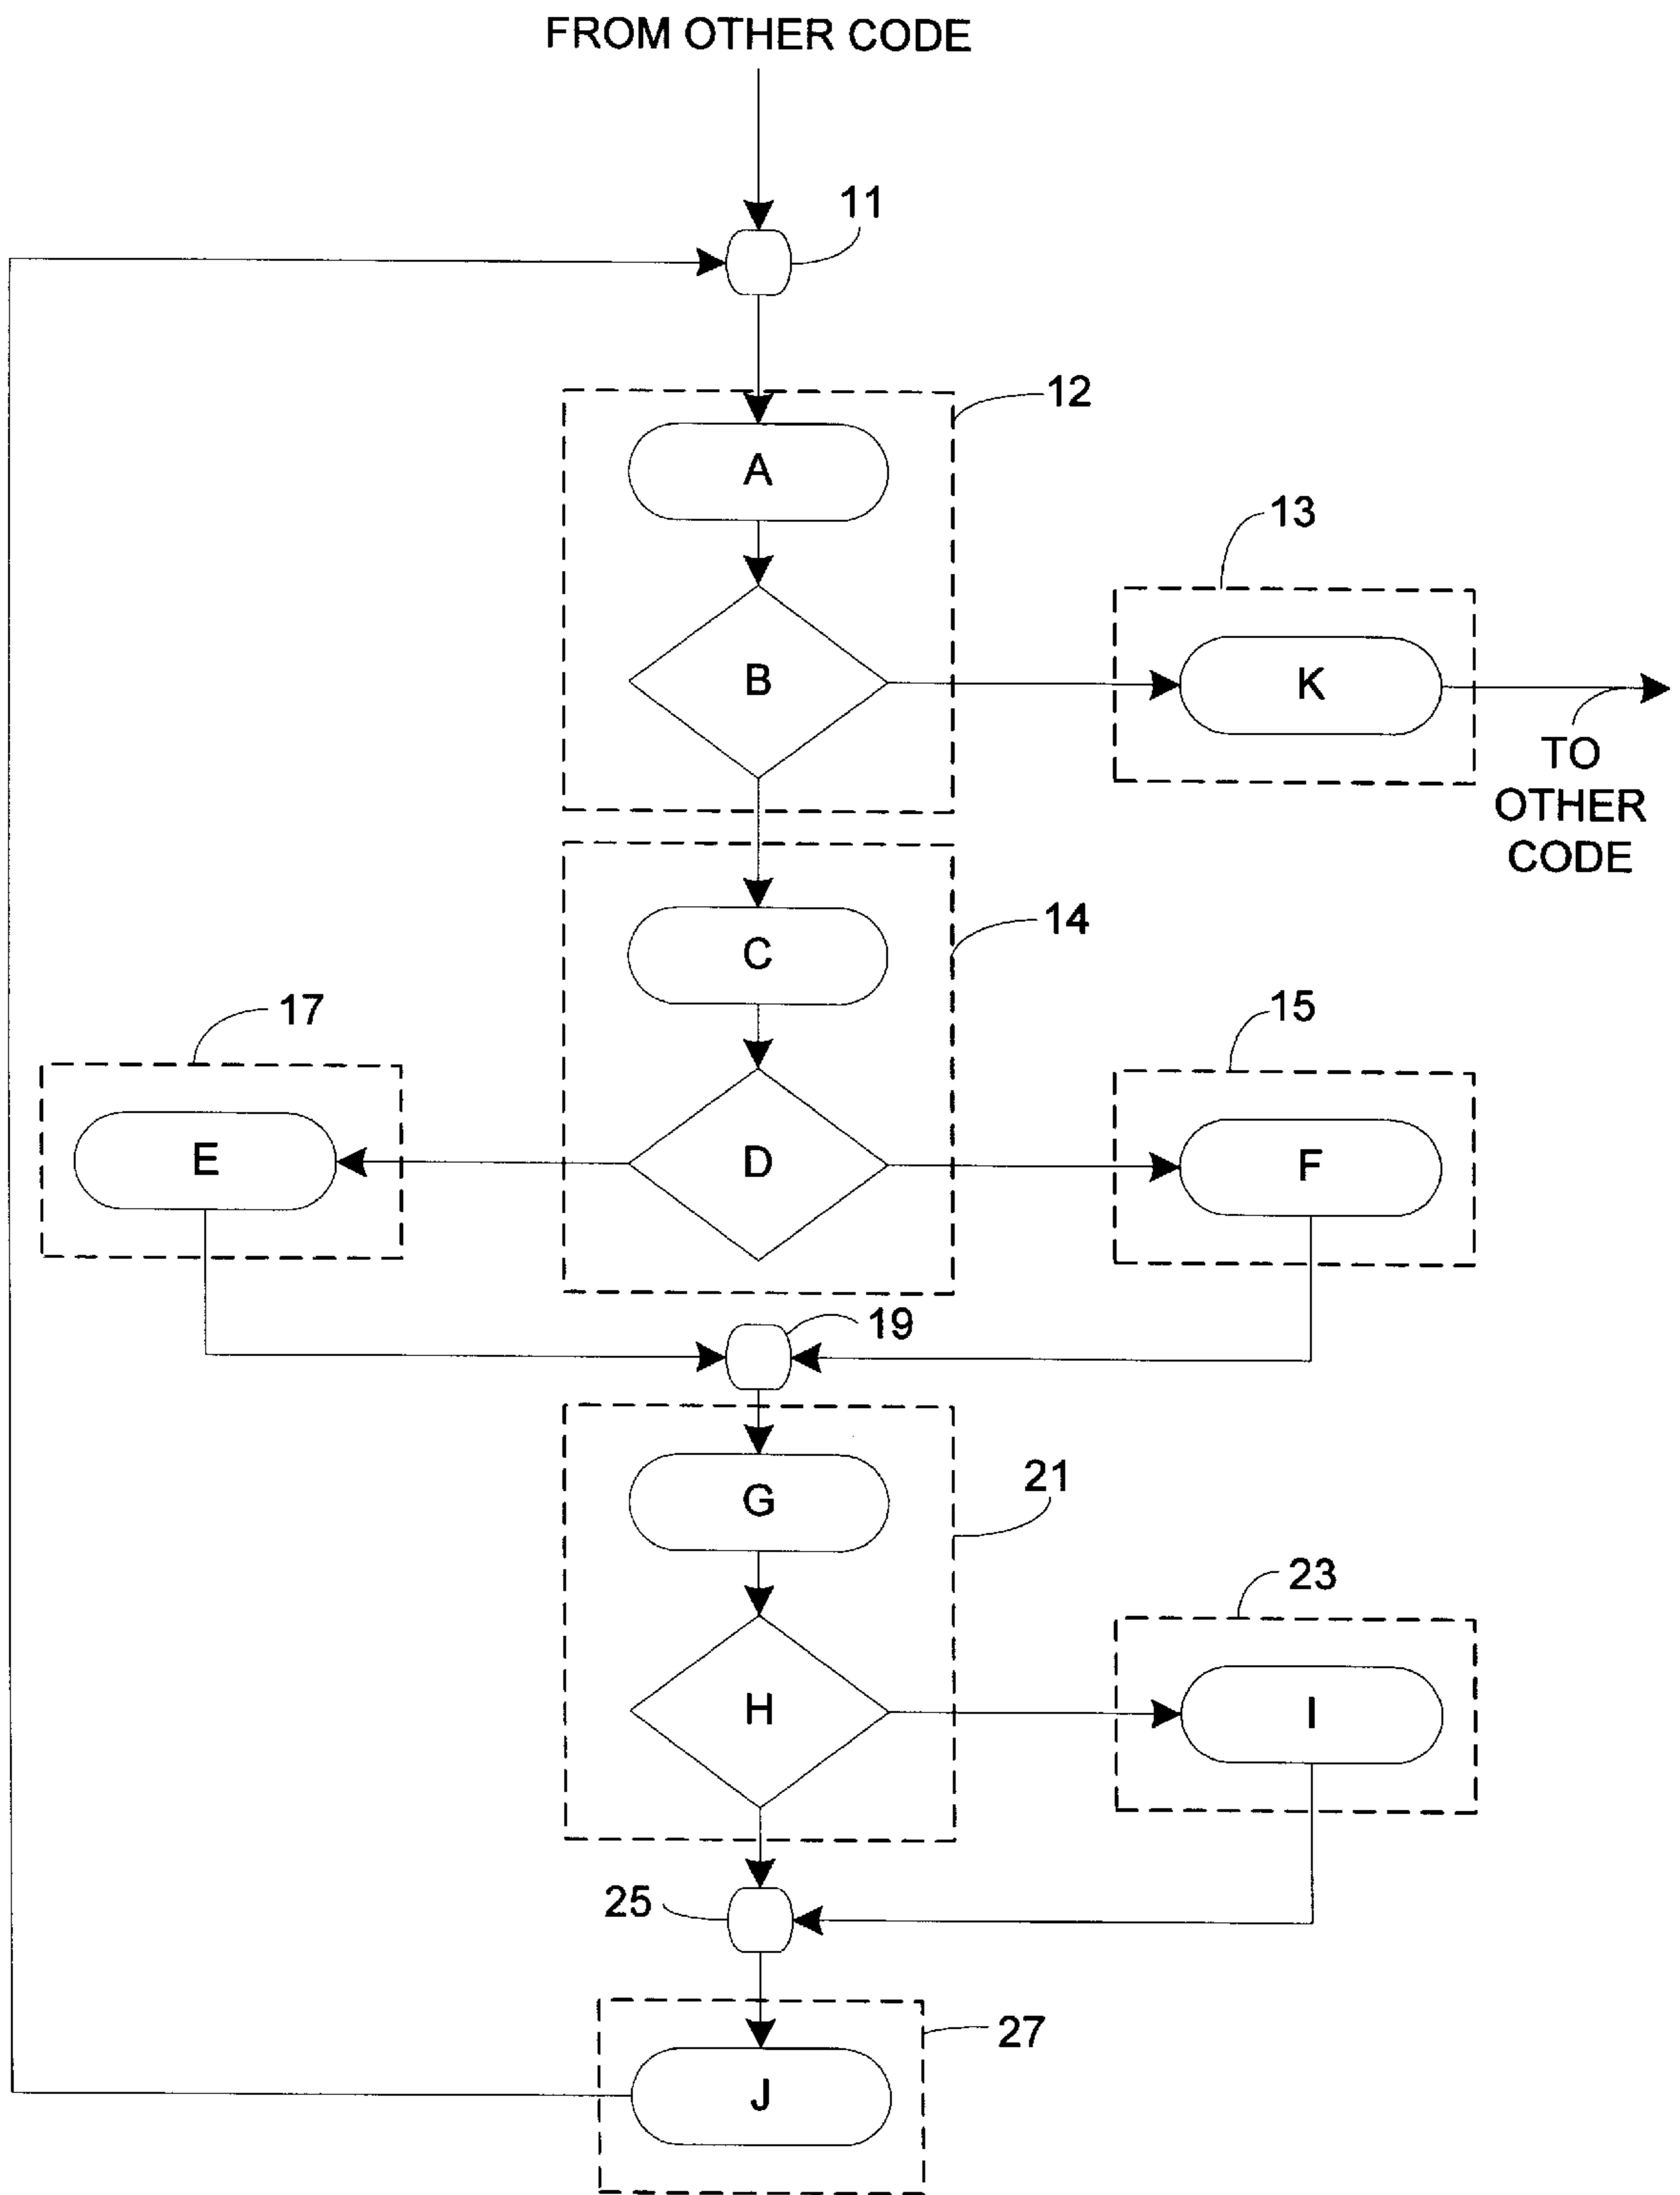 FROM OTHER CODE
11
12
A
13
B
K
TO
OTHER
CODE
14
C
17
15
E
D
F
19
G
21
23
H
I
25
27
J